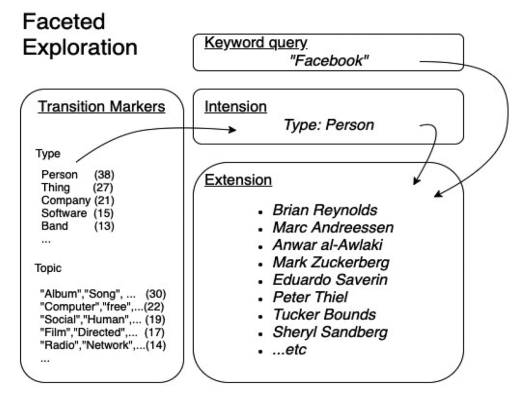 Faceted
Exploration
Keyword query
"Facebook"
Transition Markers
Type
Person (38)
Thing (27)
Company (21)
Software (15)
Band (13)
...
Topic
"Album","Song", ... (30)
"Computer","free",...(22)
"Social","Human",... (19)
"Film","Directed",... (17)
"Radio","Network",...(14)
...
Intension
Type: Person
Extension
• Brian Reynolds
• Marc Andreessen
• Anwar al-Awlaki
• Mark Zuckerberg
• Eduardo Saverin
• Peter Thiel
• Tucker Bounds
• Sheryl Sandberg
• ...etc